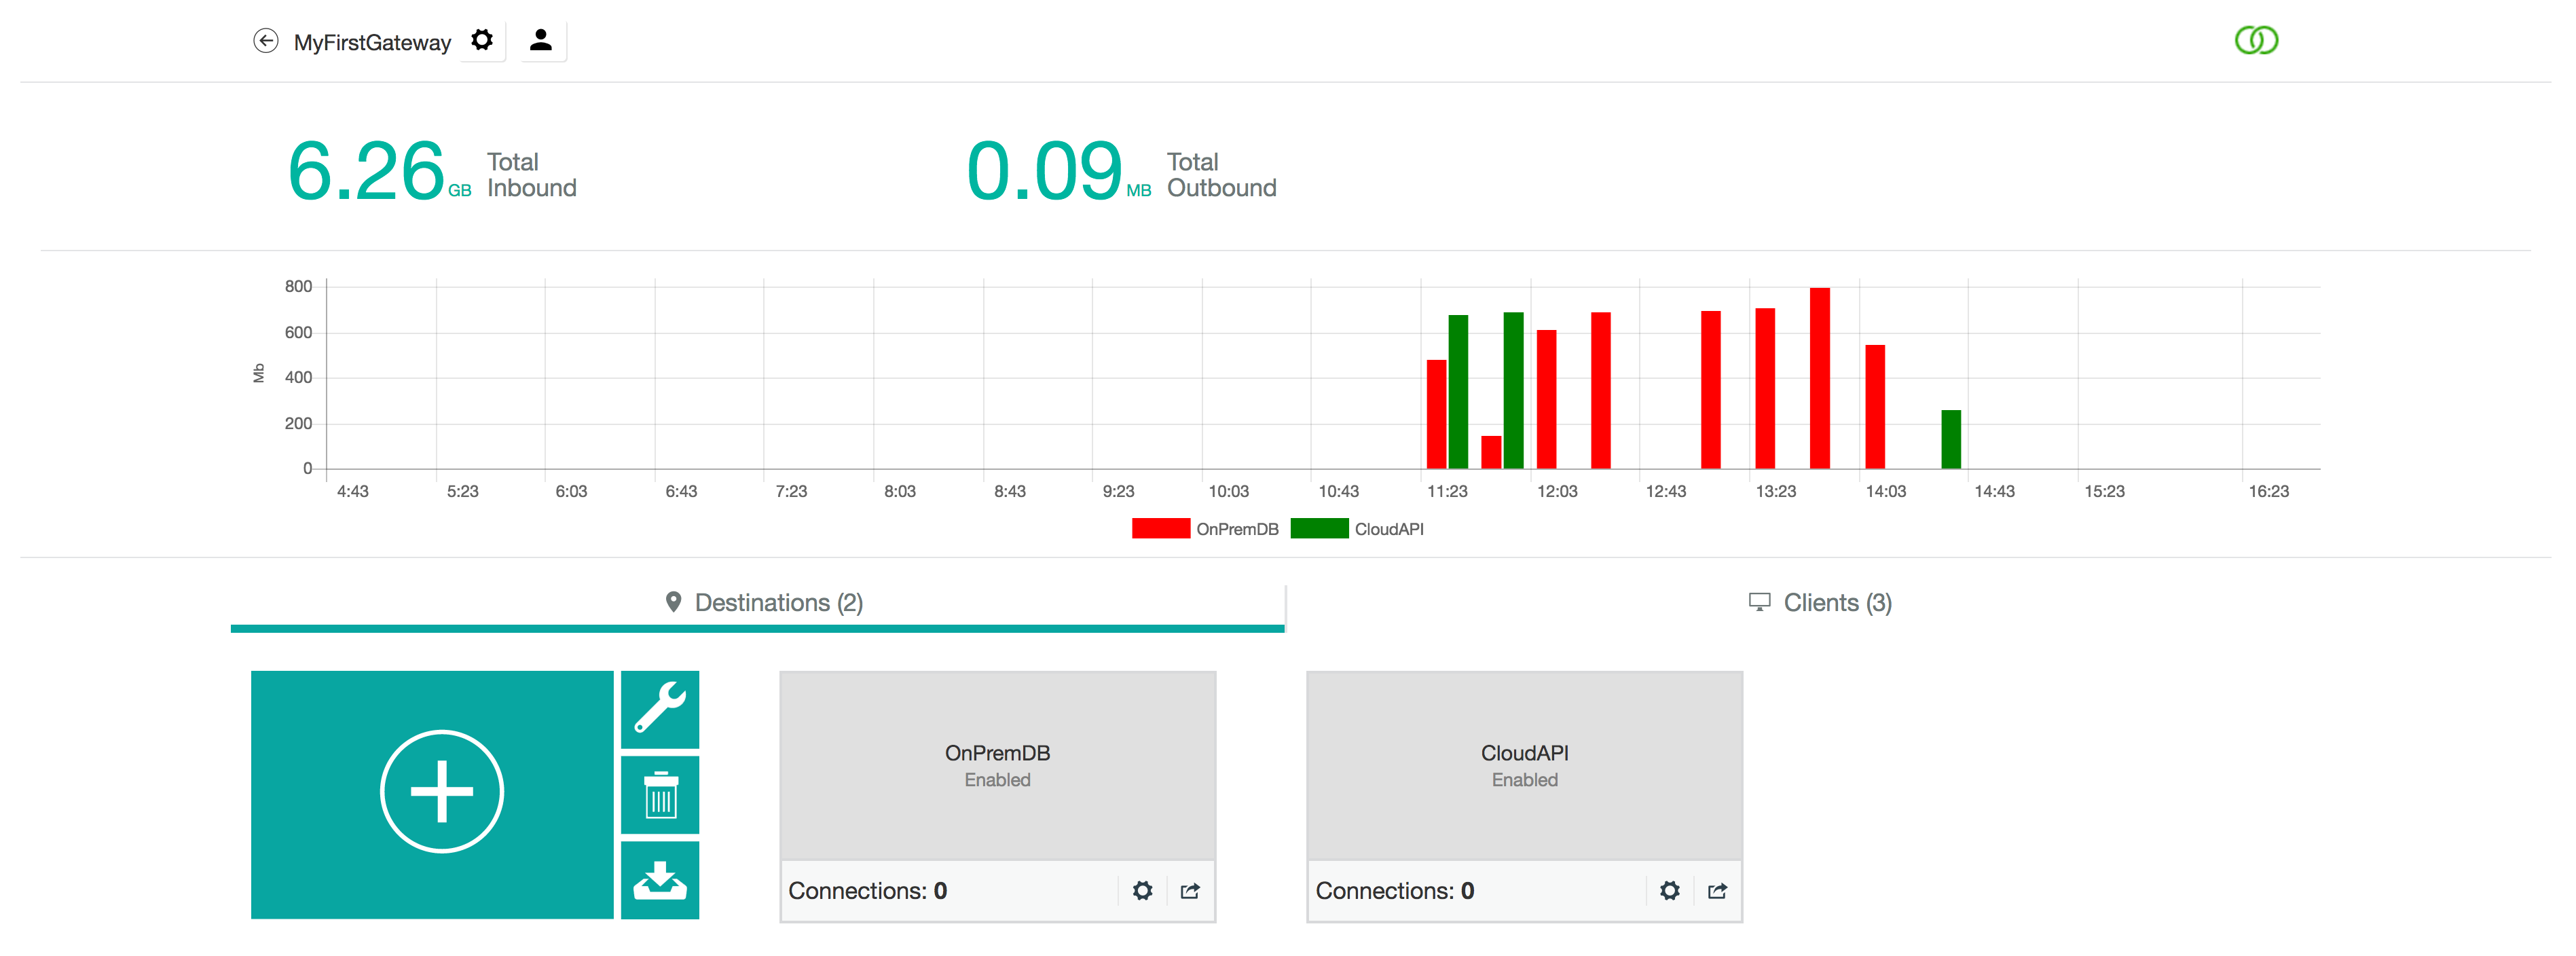 MyFirstGateway
6.26 GB Total Inbound
0.09 MB Total Outbound
Mb
800
600
400
200
0
4:43 5:23 6:03 6:43 7:23 8:03 8:43 9:23 10:03 10:43 11:23 12:03 12:43 13:23 14:03 14:43 15:23 16:23
OnPremDB CloudAPI
Destinations (2) Clients (3)
OnPremDB
Enabled
Connections: 0
CloudAPI
Enabled
Connections: 0